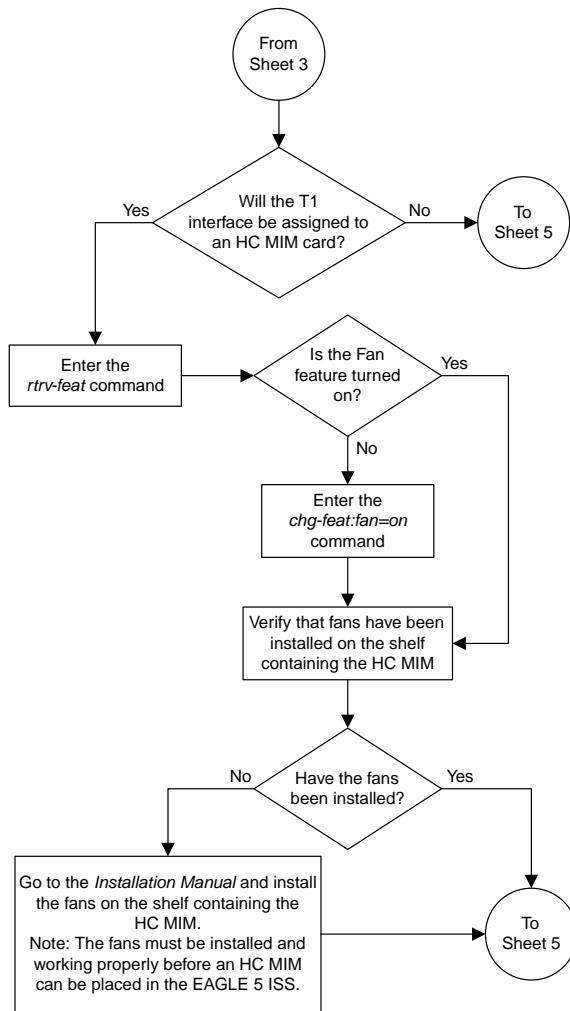 From
Sheet 3
Will the T1
interface be assigned to
an HC MIM card?
Yes
No
To
Sheet 5
Enter the
rtrv-feat command
Is the Fan
feature turned
on?
Yes
No
Enter the
chg-feat:fan=on
command
Verify that fans have been
installed on the shelf
containing the HC MIM
Have the fans
been installed?
No
Yes
Go to the Installation Manual and install
the fans on the shelf containing the
HC MIM.
Note: The fans must be installed and
working properly before an HC MIM
can be placed in the EAGLE 5 ISS.
To
Sheet 5